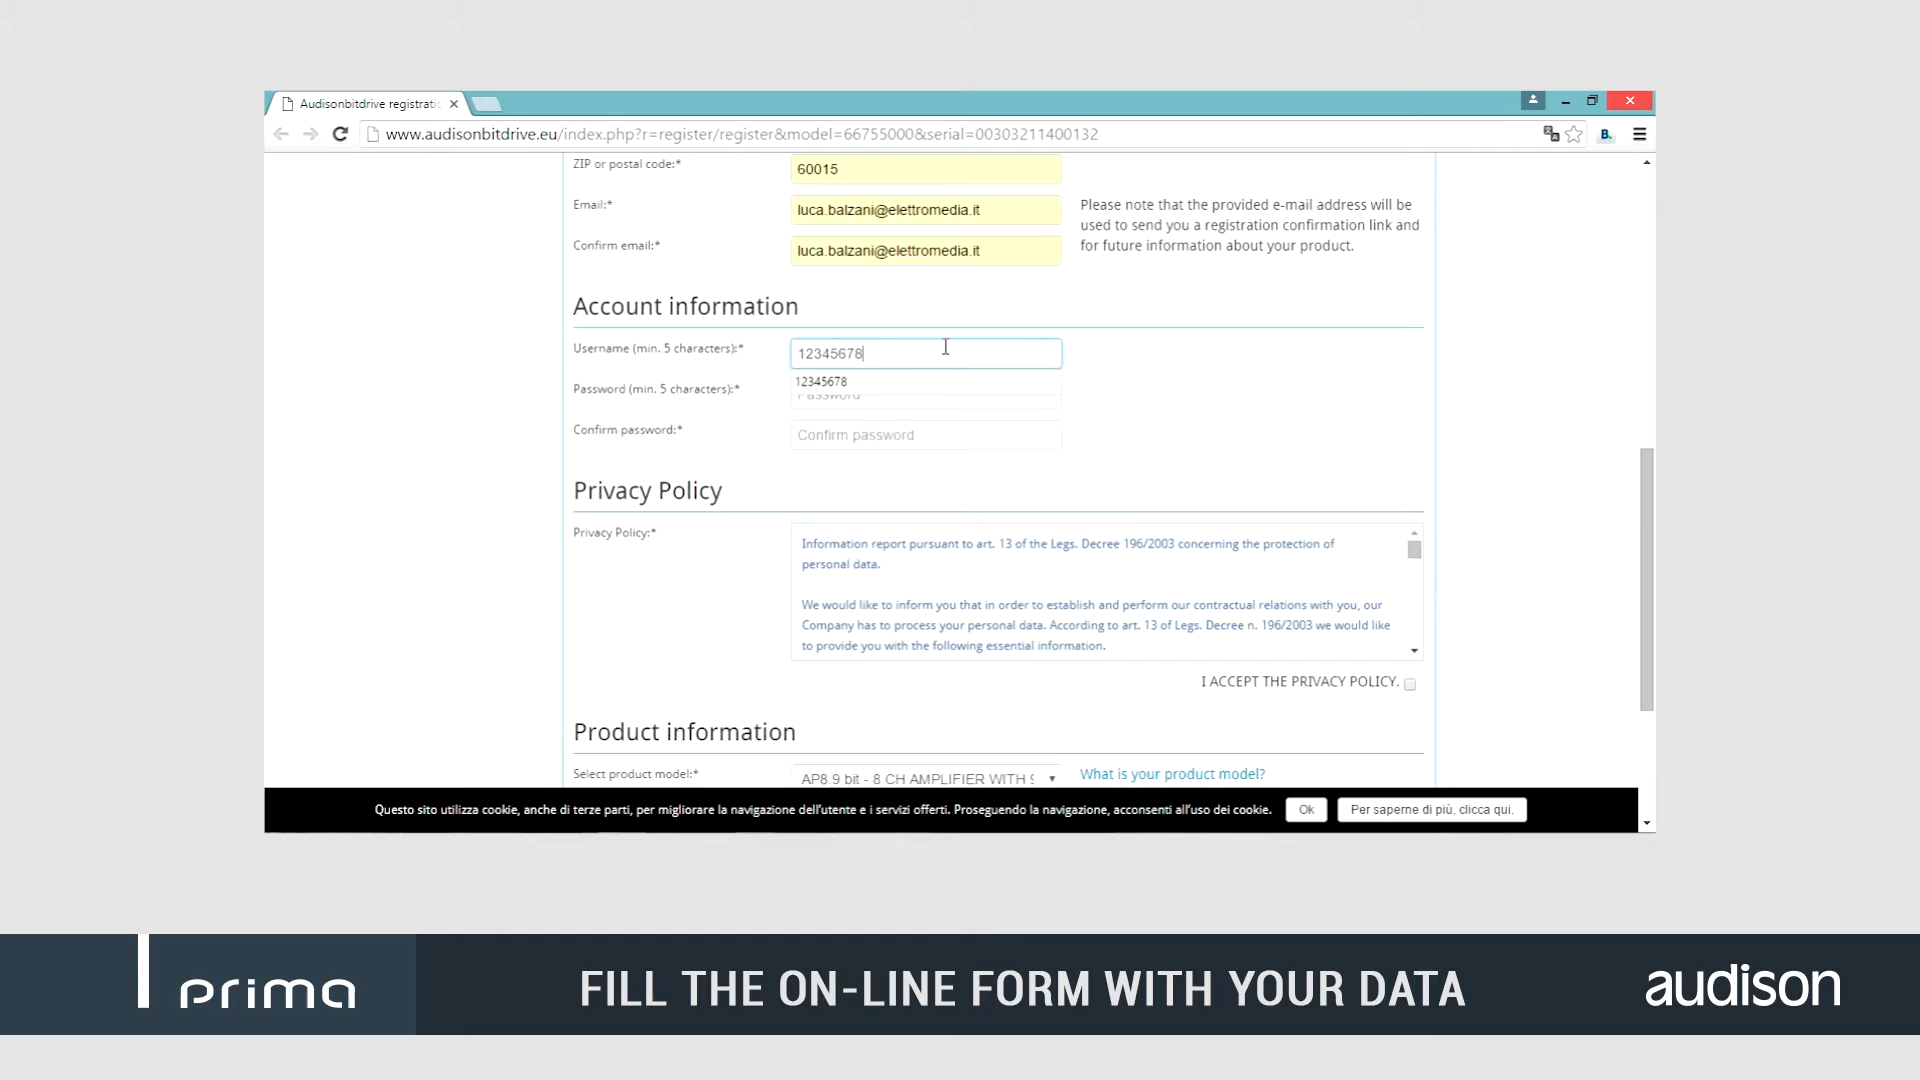 Audisonbitdrive registrati
www.audisonbitdrive.eu/index.php?r=register/register&model=66755000&serial=00303211400132
B.
ZIP or postal code:*
60015
Email:*
luca.balzani@elettromedia.it
Please note that the provided e-mail address will be
used to send you a registration confirmation link and
for future information about your product.
Confirm email:*
luca.balzani@elettromedia.it
Account information
Username (min. 5 characters):*
12345678
12345678
Password (min. 5 characters):*
Password
Confirm password:*
Confirm password
Privacy Policy
Privacy Policy:*
Information report pursuant to art. 13 of the Legs. Decree 196/2003 concerning the protection of
personal data.
We would like to inform you that in order to establish and perform our contractual relations with you, our
Company has to process your personal data. According to art. 13 of Legs. Decree n. 196/2003 we would like
to provide you with the following essential information.
I ACCEPT THE PRIVACY POLICY.
Product information
Select product model:*
AP8.9 bit - 8 CH AMPLIFIER WITH 9
What is your product model?
Questo sito utilizza cookie, anche di terze parti, per migliorare la navigazione dell'utente e i servizi offerti. Proseguendo la navigazione, acconsenti all'uso dei cookie.
Ok
Per saperne di più, clicca qui.
prima
FILL THE ON-LINE FORM WITH YOUR DATA
audison